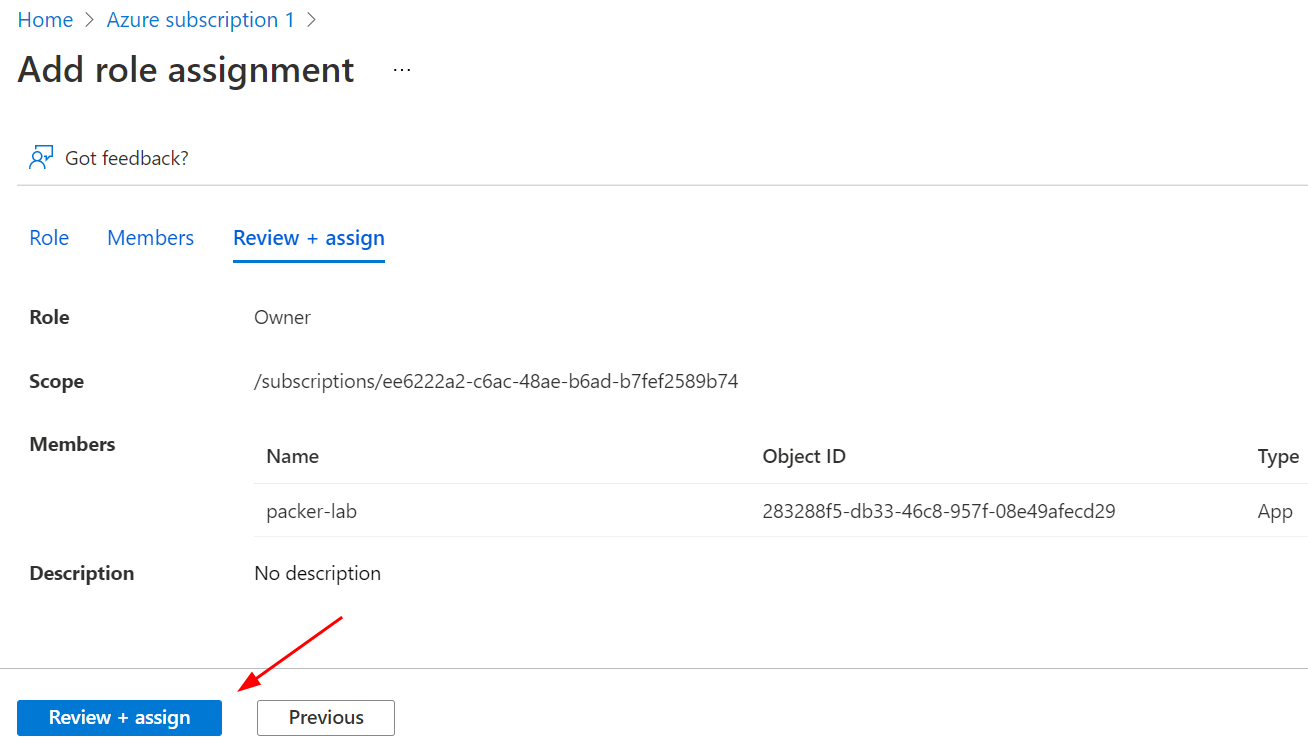 Home > Azure subscription 1 >
Add role assignment ...
Got feedback?
Role Members Review + assign
Role Owner
Scope /subscriptions/ee6222a2-c6ac-48ae-b6ad-b7fef2589b74
Members
Name Object ID Type
packer-lab 283288f5-db33-46c8-957f-08e49afecd29 App
Description No description
Review + assign Previous